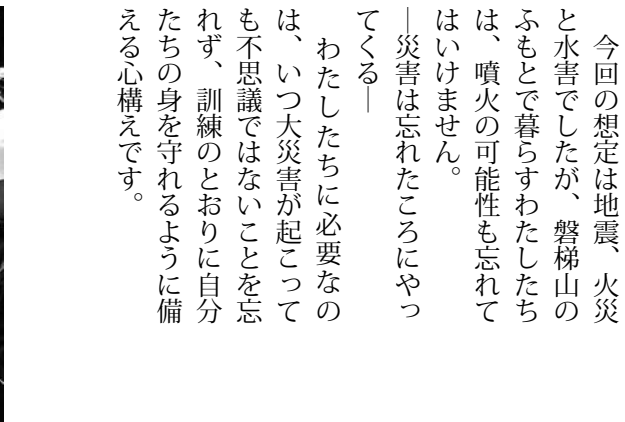 今回の想定は地震、火災
と水害でしたが、磐梯山の
ふもとで暮らすわたしたち
は、噴火の可能性も忘れて
はいけません。
―災害は忘れたころにやっ
てくる―
　わたしたちに必要なの
は、いつ大災害が起こって
も不思議ではないことを忘
れず、訓練のとおりに自分
たちの身を守れるように備
える心構えです。